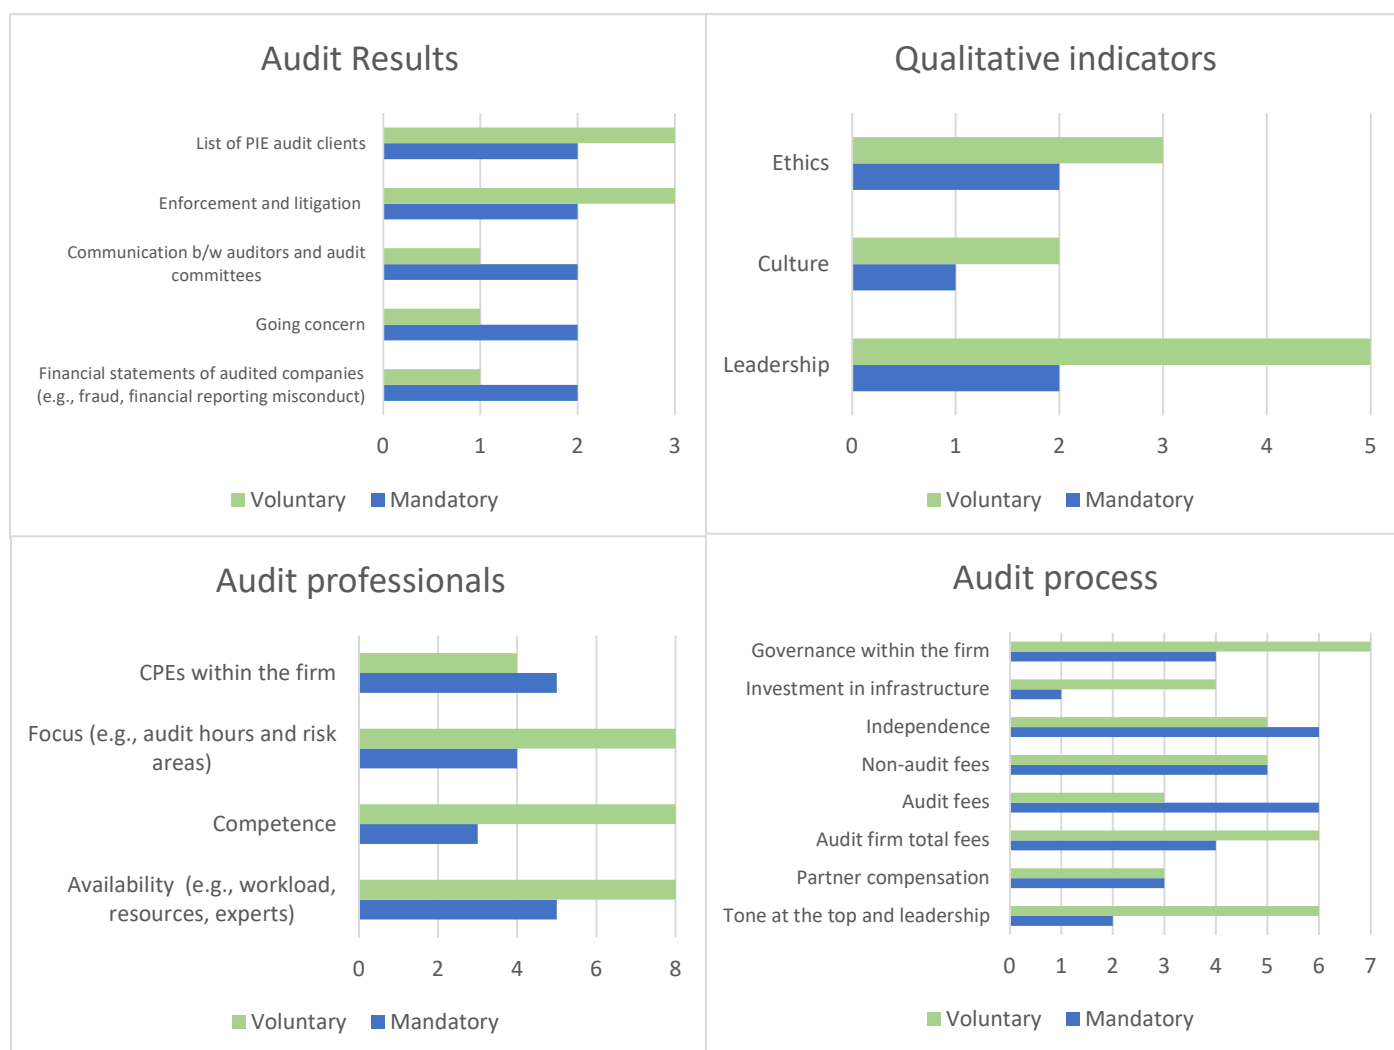 Audit Results
List of PIE audit clients
Enforcement and litigation
Communication b/w auditors and audit
committees
Going concern
Financial statements of audited companies
(e.g., fraud, financial reporting misconduct)
0 1 2 3
Voluntary Mandatory
Qualitative indicators
Ethics
Culture
Leadership
0 1 2 3 4 5
Voluntary Mandatory
Audit professionals
CPEs within the firm
Focus (e.g., audit hours and risk
areas)
Competence
Availability (e.g., workload,
resources, experts)
0 2 4 6 8
Voluntary Mandatory
Audit process
Governance within the firm
Investment in infrastructure
Independence
Non-audit fees
Audit fees
Audit firm total fees
Partner compensation
Tone at the top and leadership
0 1 2 3 4 5 6 7
Voluntary Mandatory